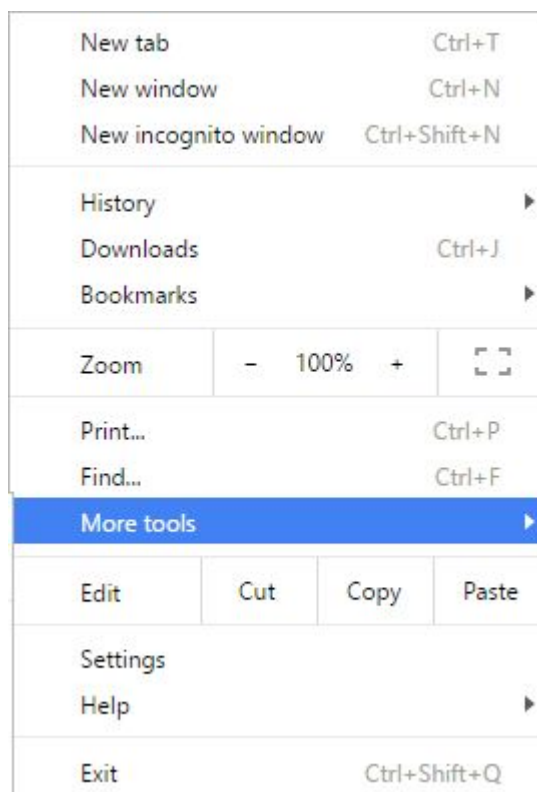 New tab Ctrl+T
New window Ctrl+N
New incognito window Ctrl+Shift+N
History
Downloads Ctrl+J
Bookmarks
Zoom - 100% +
Print... Ctrl+P
Find... Ctrl+F
More tools
Edit Cut Copy Paste
Settings
Help
Exit Ctrl+Shift+Q